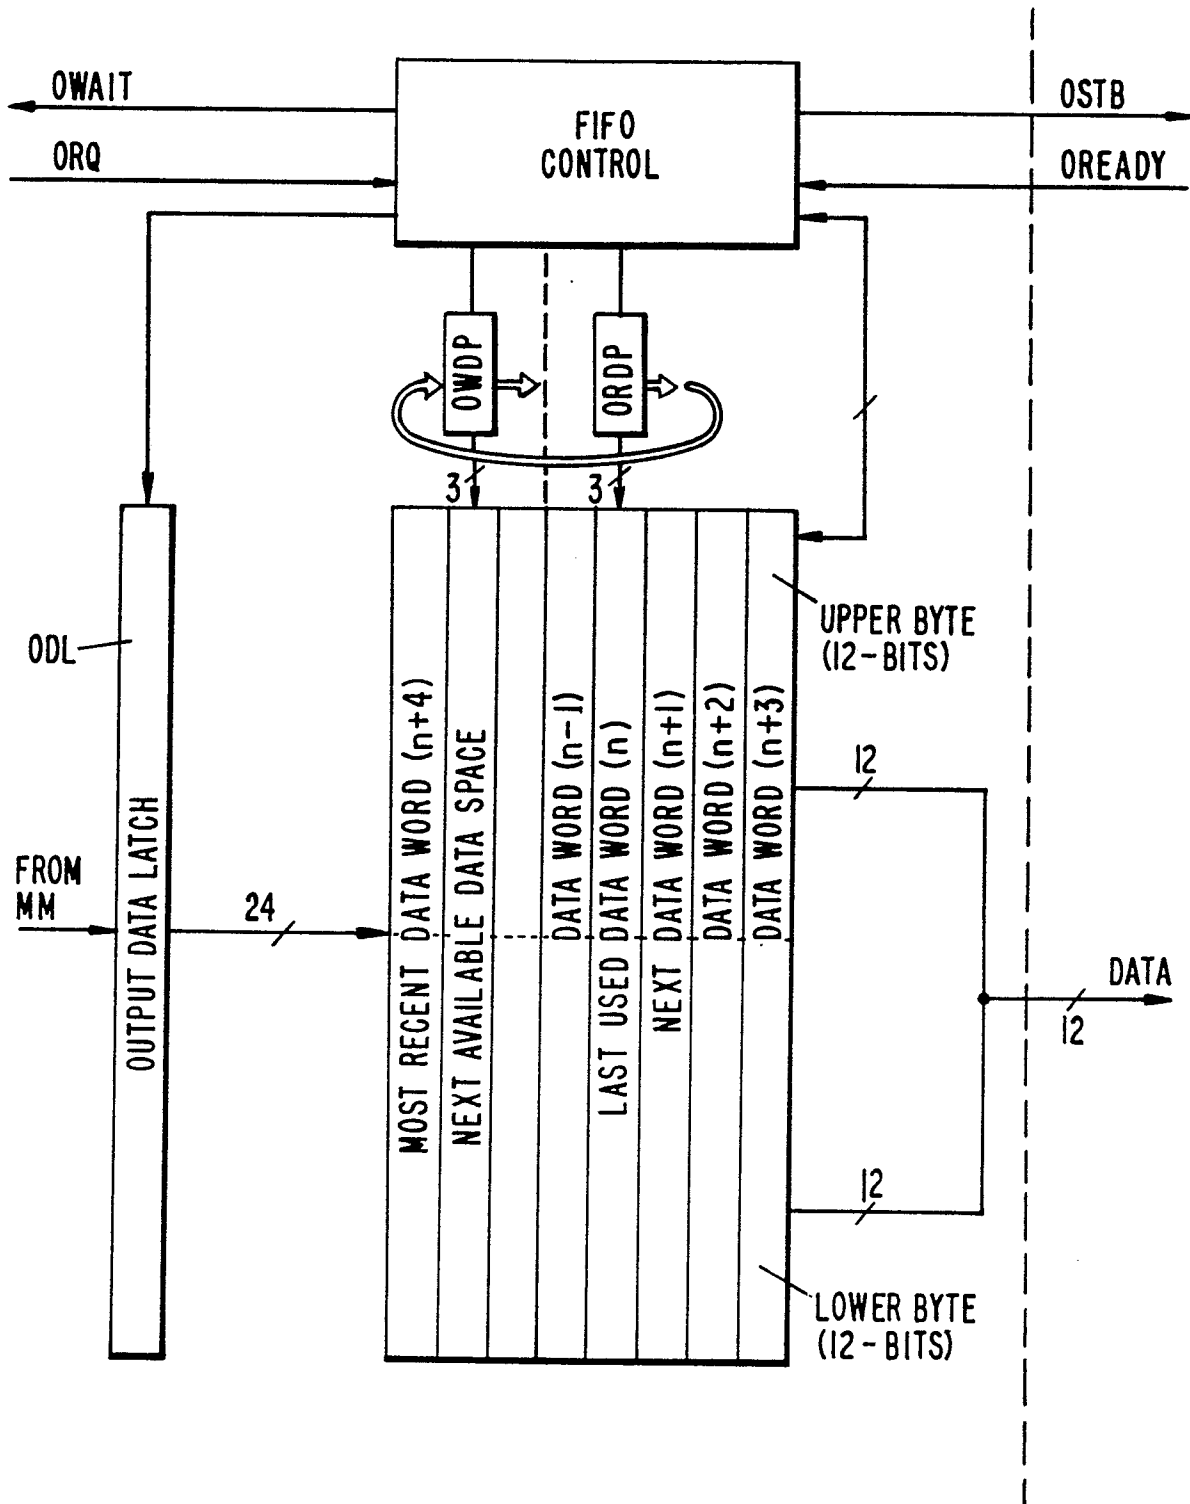 OWAIT
ORQ
FIFO
CONTROL
OSTB
OREADY
OWDP
ORDP
3
3
ODL
OUTPUT DATA LATCH
FROM
MM
24
MOST RECENT DATA WORD (n+4)
NEXT AVAILABLE DATA SPACE
DATA WORD (n-1)
LAST USED DATA WORD (n)
NEXT DATA WORD (n+1)
DATA WORD (n+2)
DATA WORD (n+3)
UPPER BYTE
(12-BITS)
12
DATA
12
12
LOWER BYTE
(12-BITS)